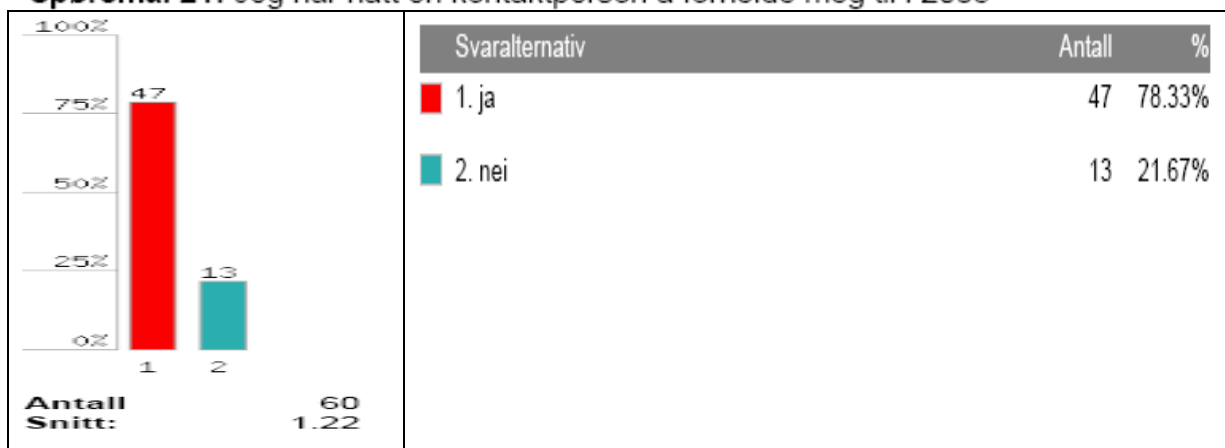 100%
75%
50%
25%
0%
47
13
1 2
Antall 60
Snitt: 1.22
Svaralternativ Antall %
1. ja 47 78.33%
2. nei 13 21.67%